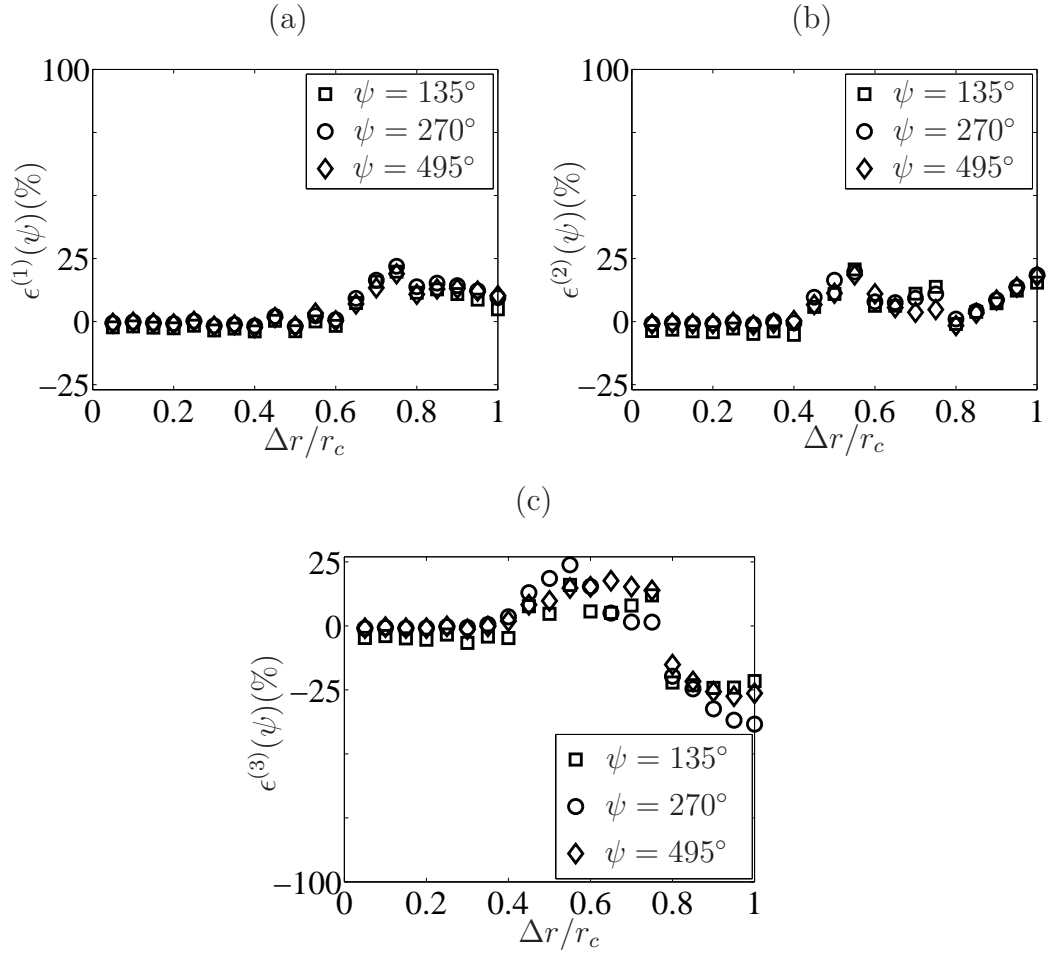 (a)
100
25
0
−25
ϵ(1)(ψ)(%)
ψ = 135°
ψ = 270°
ψ = 495°
0 0.2 0.4 0.6 0.8 1
Δr/rc
(b)
100
25
0
−25
ϵ(2)(ψ)(%)
ψ = 135°
ψ = 270°
ψ = 495°
0 0.2 0.4 0.6 0.8 1
Δr/rc
(c)
25
0
−25
−100
ϵ(3)(ψ)(%)
ψ = 135°
ψ = 270°
ψ = 495°
0 0.2 0.4 0.6 0.8 1
Δr/rc